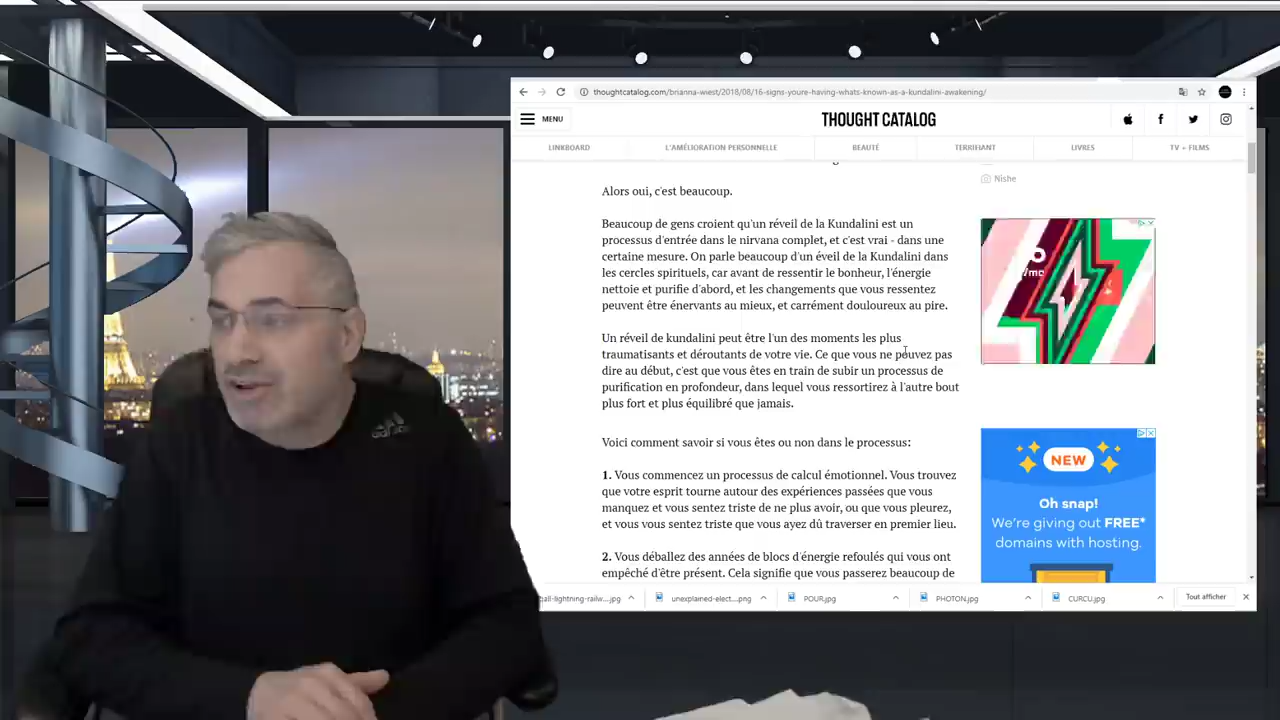 thoughtcatalog.com/brianna-wiest/2018/08/16-signs-youre-having-whats-known-as-a-kundalini-awakening/
MENU
THOUGHT CATALOG
LINKBOARD
L'AMÉLIORATION PERSONNELLE
BEAUTÉ
TERRIFIANT
LIVRES
TV + FILMS
Nishe
Alors oui, c'est beaucoup.
Beaucoup de gens croient qu'un réveil de la Kundalini est un
processus d'entrée dans le nirvana complet, et c'est vrai - dans une
certaine mesure. On parle beaucoup d'un éveil de la Kundalini dans
les cercles spirituels, car avant de ressentir le bonheur, l'énergie
nettoie et purifie d'abord, et les changements que vous ressentez
peuvent être énervants au mieux, et carrément douloureux au pire.
Un réveil de kundalini peut être l'un des moments les plus
traumatisants et déroutants de votre vie. Ce que vous ne pouvez pas
dire au début, c'est que vous êtes en train de subir un processus de
purification en profondeur, dans lequel vous ressortirez à l'autre bout
plus fort et plus équilibré que jamais.
Voici comment savoir si vous êtes ou non dans le processus:
1. Vous commencez un processus de calcul émotionnel. Vous trouvez
que votre esprit tourne autour des expériences passées que vous
manquez et vous sentez triste de ne plus avoir, ou que vous pleurez,
et vous vous sentez triste que vous ayez dû traverser en premier lieu.
2. Vous déballez des années de blocs d'énergie refoulés qui vous ont
empêché d'être présent. Cela signifie que vous passerez beaucoup de
/mc
NEW
Oh snap!
We're giving out FREE*
domains with hosting.
adidas
ball-lightning-railw....jpg
unexplained-elect....png
POUR.jpg
PHOTON.jpg
CURCU.jpg
Tout afficher